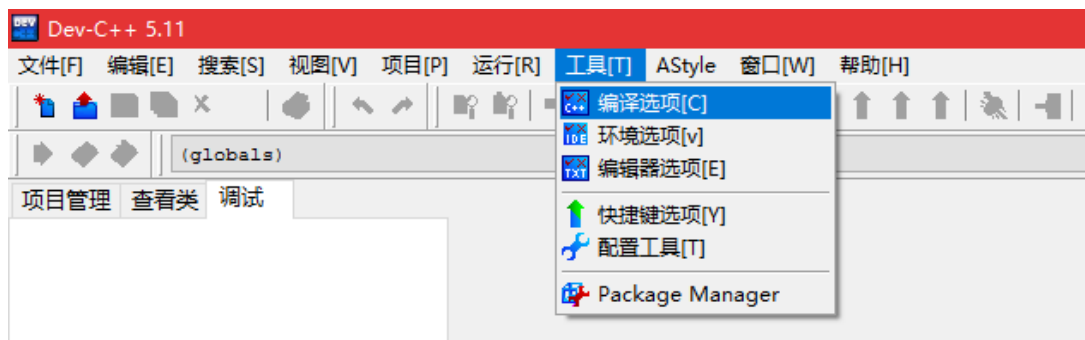 Dev-C++ 5.11
文件[F] 编辑[E] 搜索[S] 视图[V] 项目[P] 运行[R] 工具[T] AStyle 窗口[W] 帮助[H]
编译选项[C]
环境选项[v]
(globals)
编辑器选项[E]
项目管理 查看类 调试
快捷键选项[Y]
配置工具[T]
Package Manager